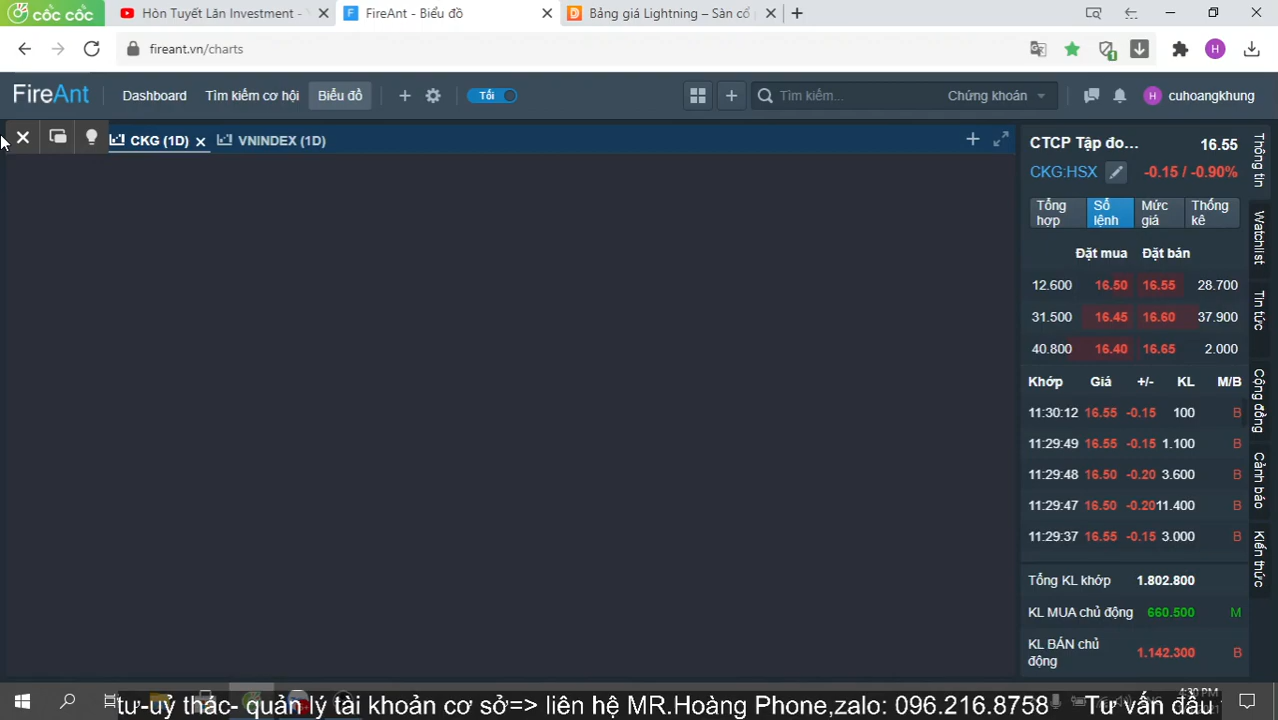 cốc cốc
Hòn Tuyết Lăn Investment -
FireAnt - Biểu đồ
Bảng giá Lightning – Sàn cổ
fireant.vn/charts
H
FireAnt
Dashboard
Tìm kiếm cơ hội
Biểu đồ
Tối
Tìm kiếm...
Chứng khoán
H cuhoangkhung
CKG (1D)
VNINDEX (1D)
CTCP Tập đo... 16.55
CKG:HSX -0.15 / -0.90%
Tổng hợp
Sổ lệnh
Mức giá
Thống kê
Đặt mua Đặt bán
12.600 16.50 16.55 28.700
31.500 16.45 16.60 37.900
40.800 16.40 16.65 2.000
Khớp Giá +/- KL M/B
11:30:12 16.55 -0.15 100 B
11:29:49 16.55 -0.15 1.100 B
11:29:48 16.50 -0.20 3.600 B
11:29:47 16.50 -0.20 11.400 B
11:29:37 16.55 -0.15 3.000 B
Tổng KL khớp 1.802.800
KL MUA chủ động 660.500 M
KL BÁN chủ động 1.142.300 B
Thông tin
Watchlist
Tin tức
Cộng đồng
Cảnh báo
Kiến thức
tư-uỷ thác- quản lý tài khoản cơ sở=> liên hệ MR.Hoàng Phone,zalo: 096.216.8758
Tư vấn đầu